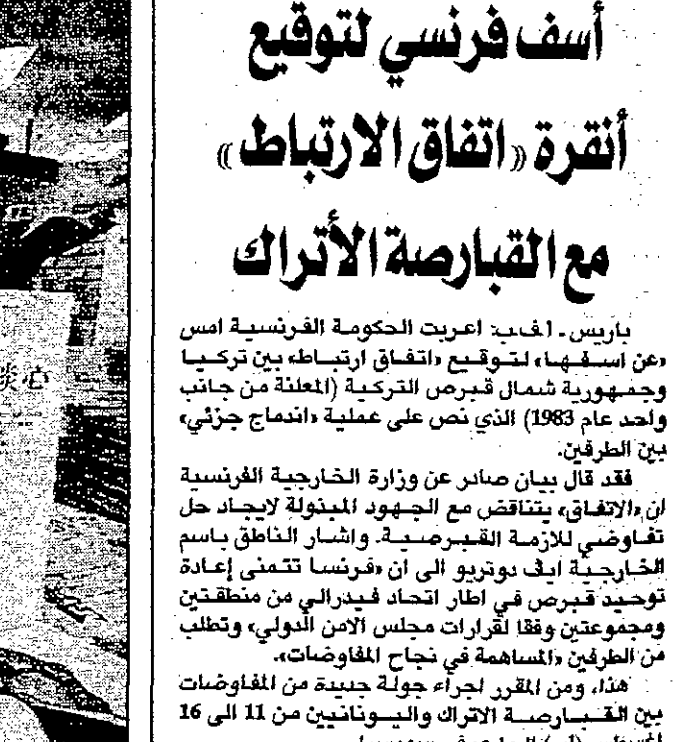 أسف فرنسي لتوقيع
أنقرة «اتفاق الارتباط»
مع القبارصة الأتراك
باريس - ا ف ب: اعربت الحكومة الفرنسية امس
«عن اسفها» لتوقيع «اتفاق ارتباط» بين تركيا
وجمهورية شمال قبرص التركية (المعلنة من جانب
واحد عام 1983) الذي نص على عملية «اندماج جزئي»
بين الطرفين.
فقد قال بيان صادر عن وزارة الخارجية الفرنسية
ان «الاتفاق» يتناقض مع الجهود المبذولة لايجاد حل
تفاوضي للازمة القبرصية. واشار الناطق باسم
الخارجية ايف دوتريو الى ان «فرنسا تتمنى إعادة
توحيد قبرص في اطار اتحاد فيدرالي من منطقتين
ومجموعتين وفقا لقرارات مجلس الامن الدولي» وتطلب
من الطرفين «المساهمة في نجاح المفاوضات».
هذا، ومن المقرر اجراء جولة جديدة من المفاوضات
بين القبارصة الاتراك واليونانيين من 11 الى 16